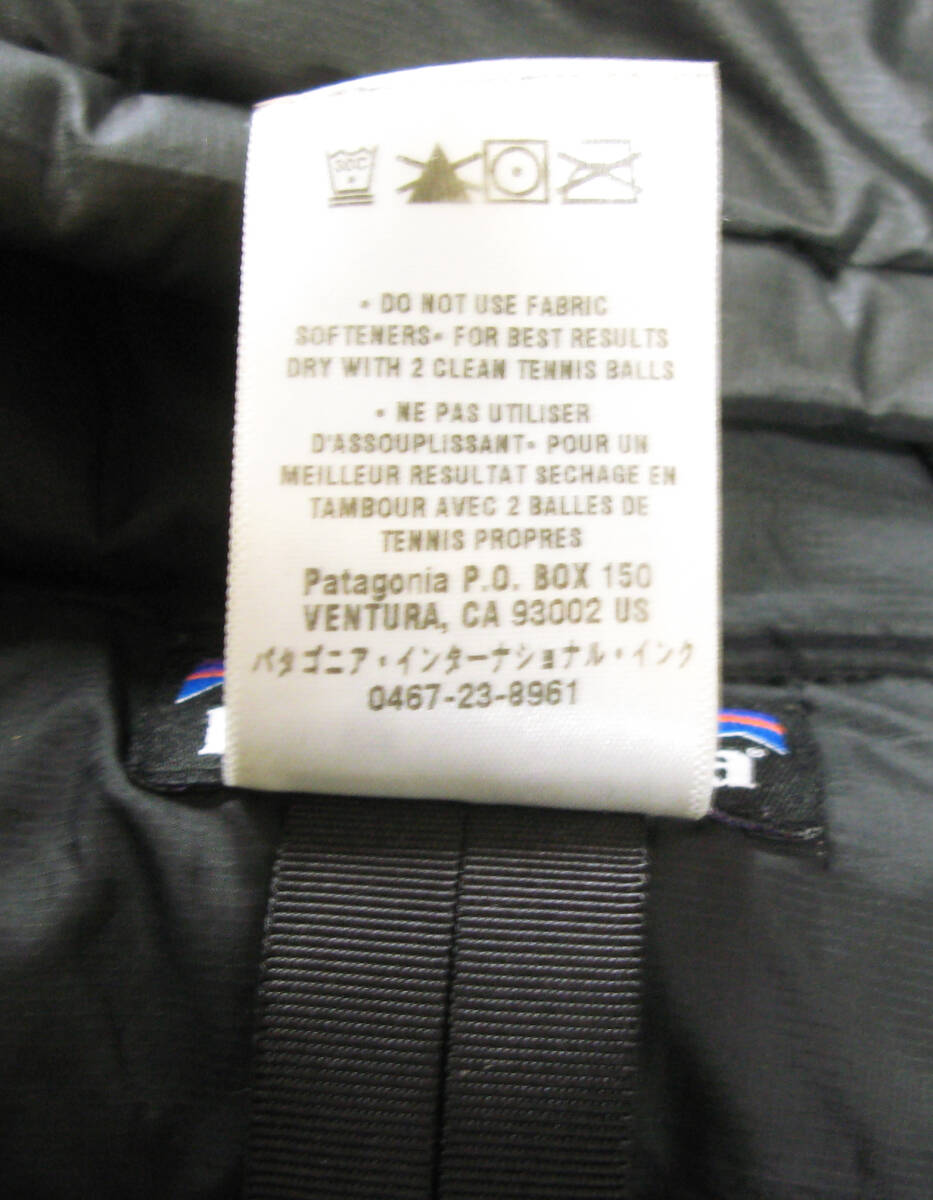 30C
• DO NOT USE FABRIC
SOFTENERS• FOR BEST RESULTS
DRY WITH 2 CLEAN TENNIS BALLS
• NE PAS UTILISER
D'ASSOUPLISSANT• POUR UN
MEILLEUR RESULTAT SECHAGE EN
TAMBOUR AVEC 2 BALLES DE
TENNIS PROPRES
Patagonia P.O. BOX 150
VENTURA, CA 93002 US
パタゴニア・インターナショナル・インク
0467-23-8961
a®